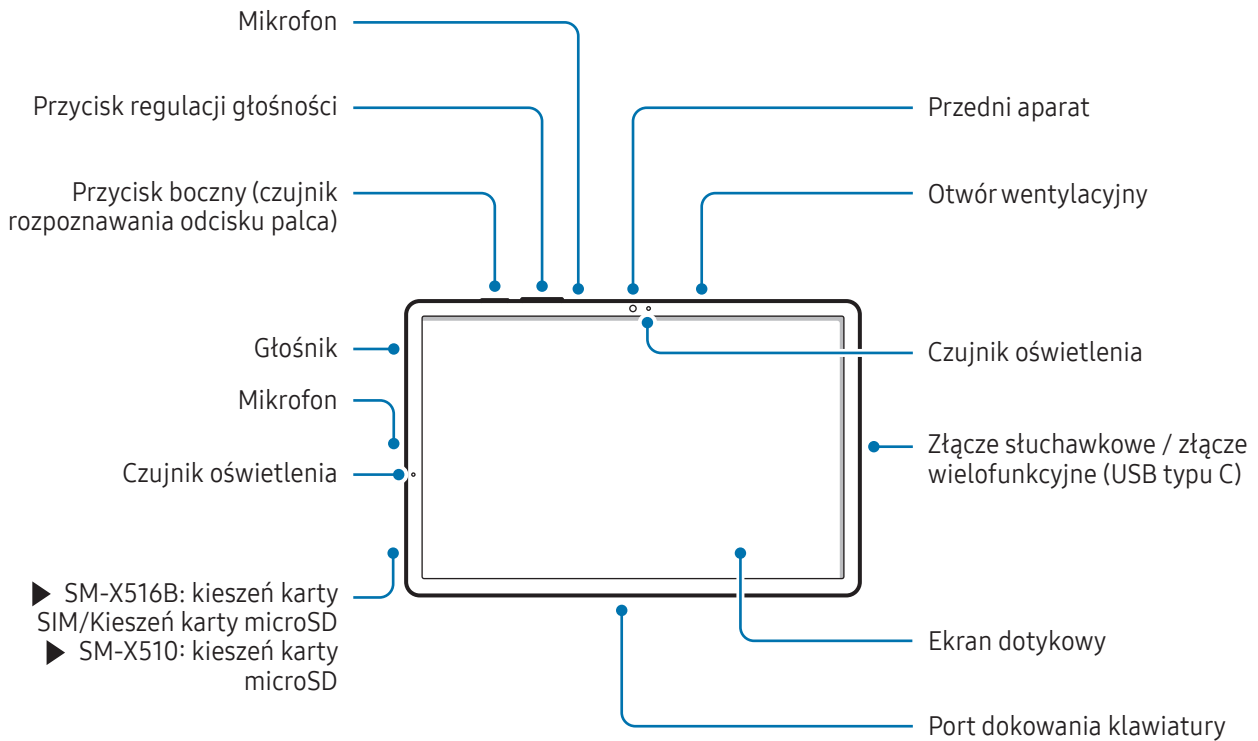 Mikrofon
Przycisk regulacji głośności
Przycisk boczny (czujnik
rozpoznawania odcisku palca)
Głośnik
Mikrofon
Czujnik oświetlenia
▶ SM-X516B: kieszeń karty
SIM/Kieszeń karty microSD
▶ SM-X510: kieszeń karty
microSD
Przedni aparat
Otwór wentylacyjny
Czujnik oświetlenia
Złącze słuchawkowe / złącze
wielofunkcyjne (USB typu C)
Ekran dotykowy
Port dokowania klawiatury